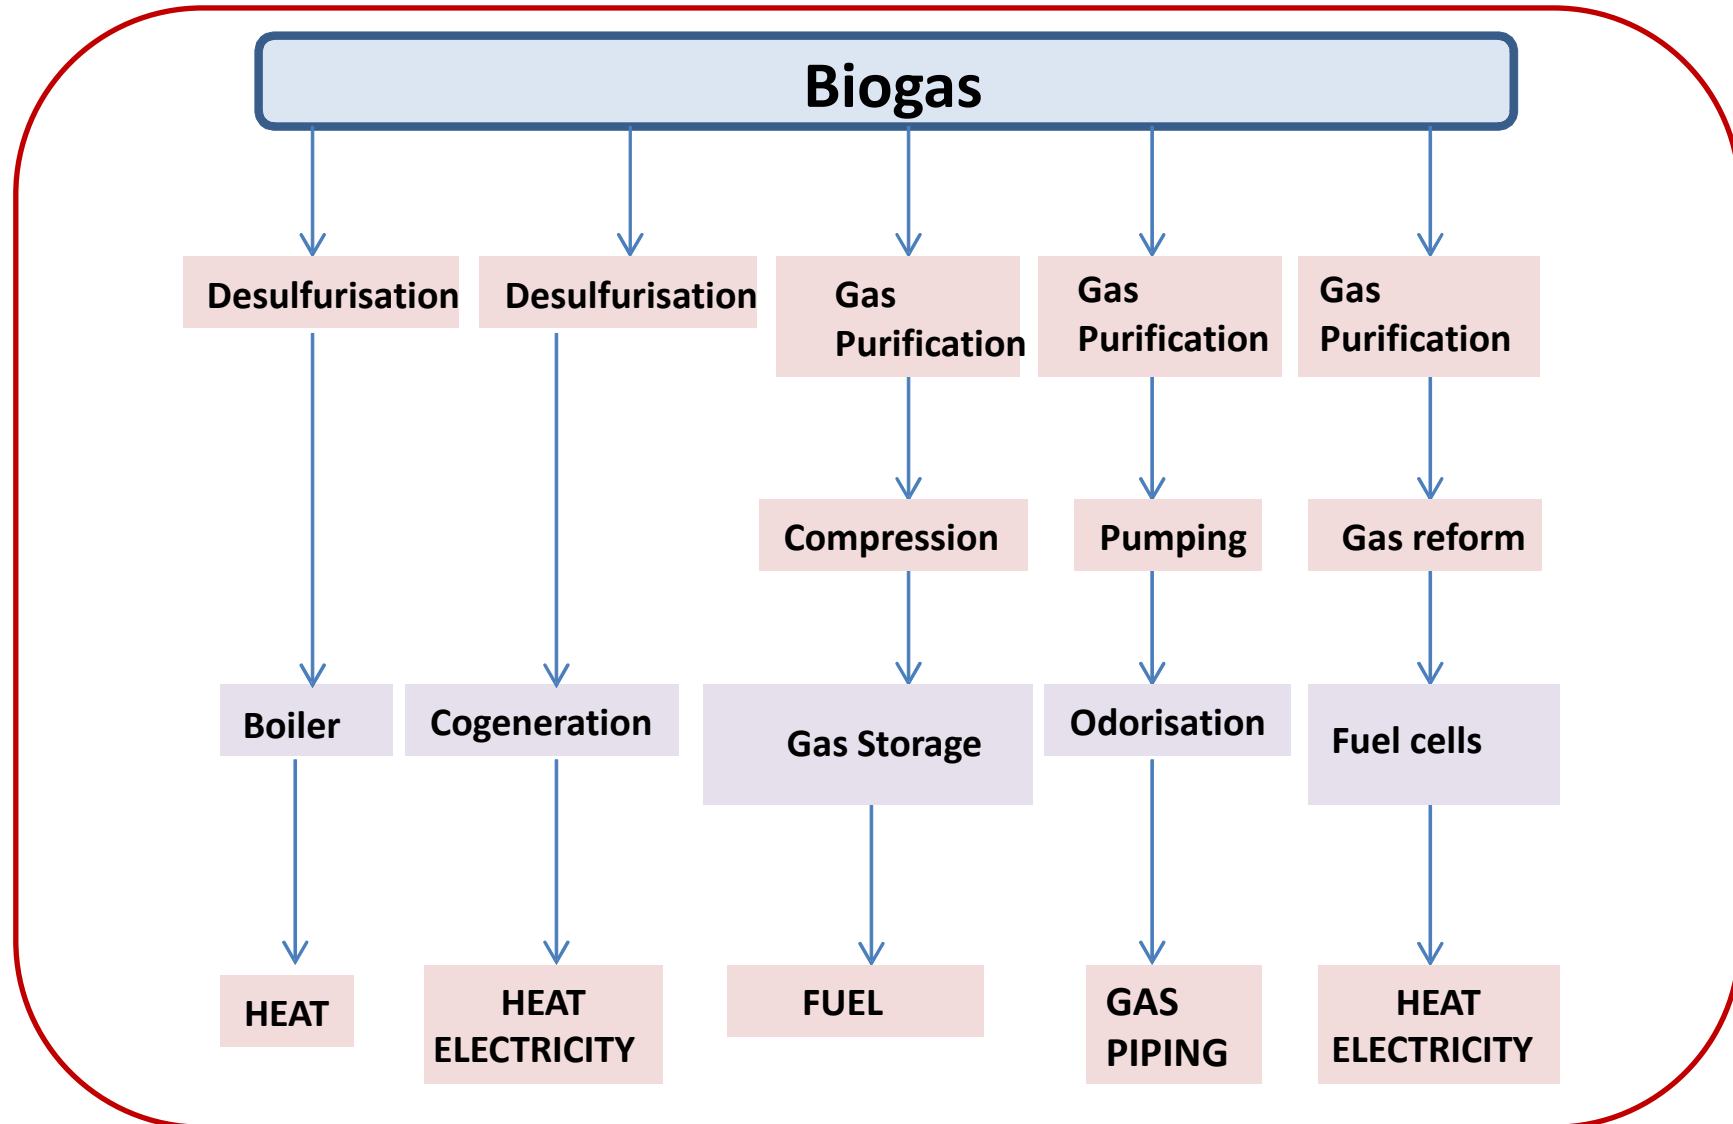 Biogas
Desulfurisation
Desulfurisation
Gas
Purification
Gas
Purification
Gas
Purification
Compression
Pumping
Gas reform
Boiler
Cogeneration
Gas Storage
Odorisation
Fuel cells
HEAT
HEAT
ELECTRICITY
FUEL
GAS
PIPING
HEAT
ELECTRICITY